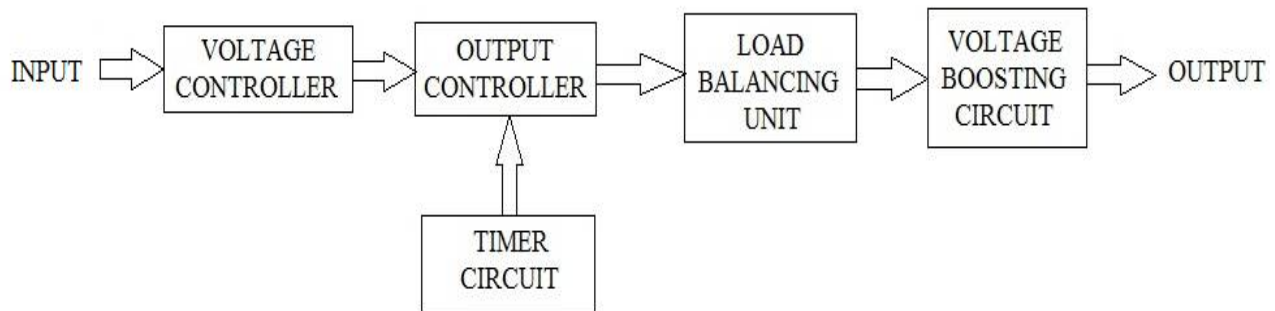 INPUT
VOLTAGE
CONTROLLER
OUTPUT
CONTROLLER
LOAD
BALANCING
UNIT
VOLTAGE
BOOSTING
CIRCUIT
OUTPUT
TIMER
CIRCUIT